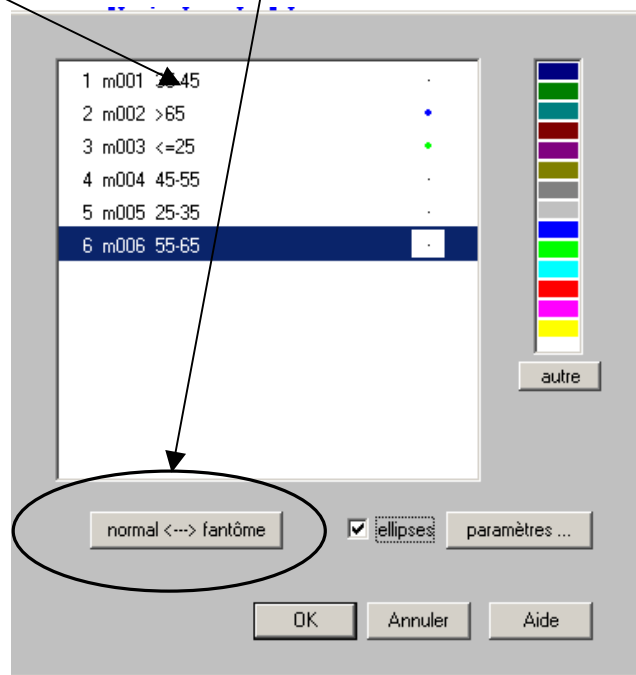 1 m001 35-45
2 m002 >65
3 m003 <=25
4 m004 45-55
5 m005 25-35
6 m006 55-65
autre
normal <---> fantôme
ellipses
paramètres ...
OK
Annuler
Aide